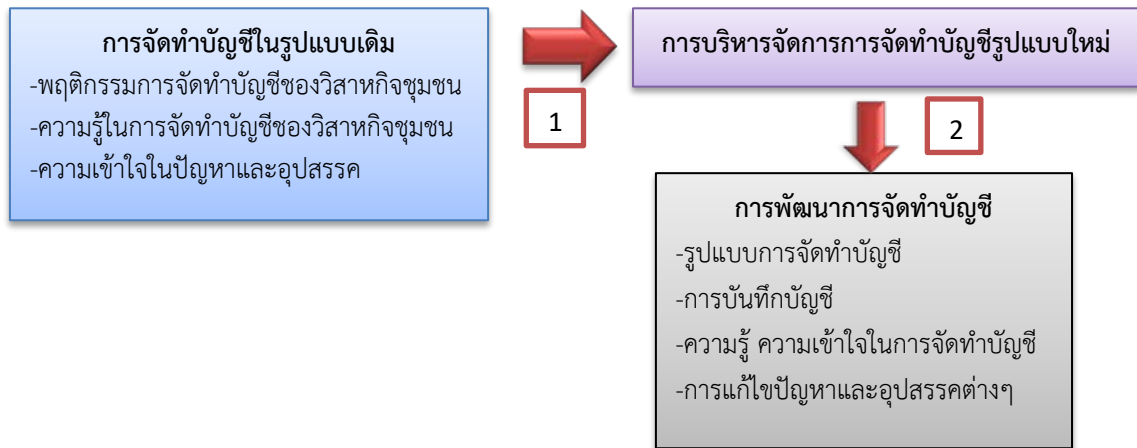 การจัดทำบัญชีในรูปแบบเดิม
-พฤติกรรมการจัดทำบัญชีชองวิสาหกิจชุมชน
-ความรู้ในการจัดทำบัญชีชองวิสาหกิจชุมชน
-ความเข้าใจในปัญหาและอุปสรรค
1
การบริหารจัดการการจัดทำบัญชีรูปแบบใหม่
2
การพัฒนาการจัดทำบัญชี
-รูปแบบการจัดทำบัญชี
-การบันทึกบัญชี
-ความรู้ ความเข้าใจในการจัดทำบัญชี
-การแก้ไขปัญหาและอุปสรรคต่างๆ